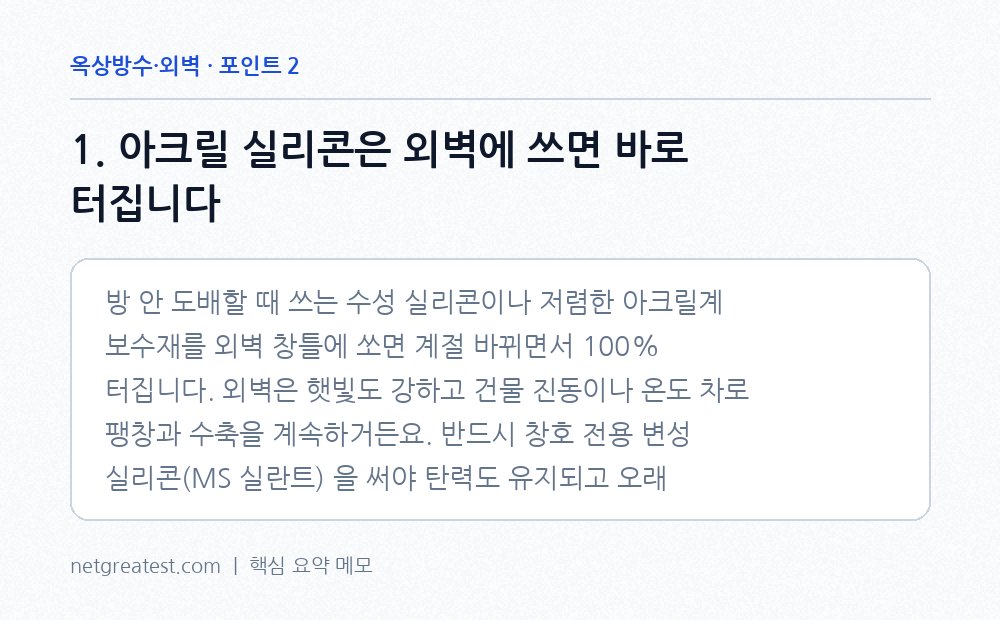 옥상방수·외벽 · 포인트 2
1. 아크릴 실리콘은 외벽에 쓰면 바로
터집니다
방 안 도배할 때 쓰는 수성 실리콘이나 저렴한 아크릴계
보수재를 외벽 창틀에 쏘면 계절 바뀌면서 100%
터집니다. 외벽은 햇빛도 강하고 건물 진동이나 온도 차로
팽창과 수축을 계속하거든요. 반드시 창호 전용 변성
실리콘(MS 실란트) 을 써야 탄력도 유지되고 오래
netgreatest.com | 핵심 요약 메모